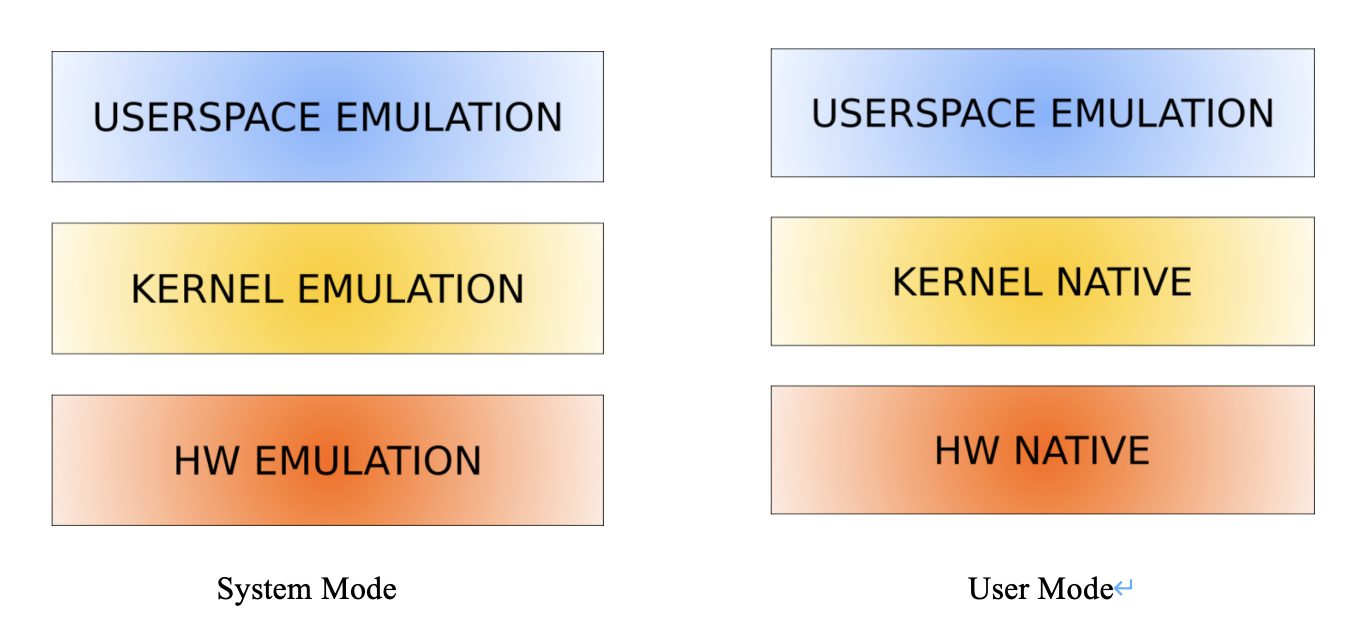 USERSPACE EMULATION
KERNEL EMULATION
HW EMULATION
System Mode
USERSPACE EMULATION
KERNEL NATIVE
HW NATIVE
User Mode↵